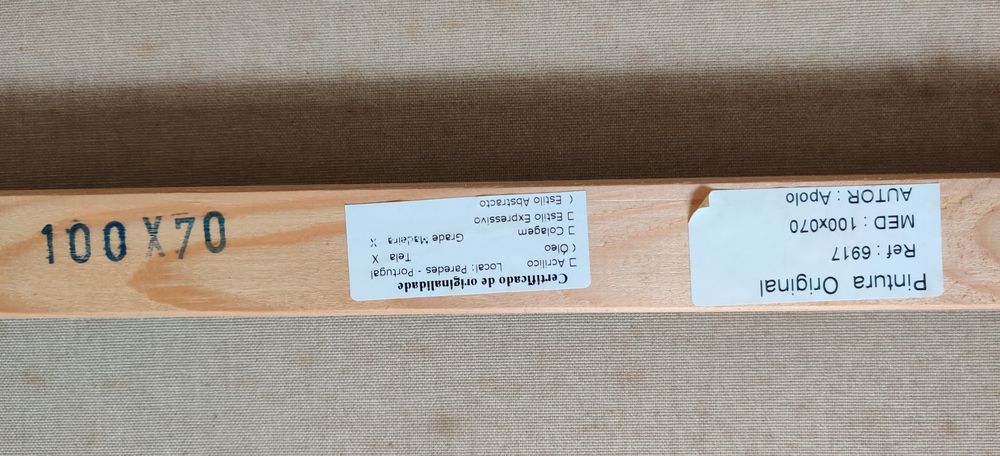 100X70
Certificado de originalidade
Acrilico Local: Paredes - Portugal
Óleo Tela X
Colagem Grade Madeira X
Estilo Expressivo
Estilo Abstracto
Pintura Original
Ref : 6917
MED : 100x070
AUTOR : Apolo